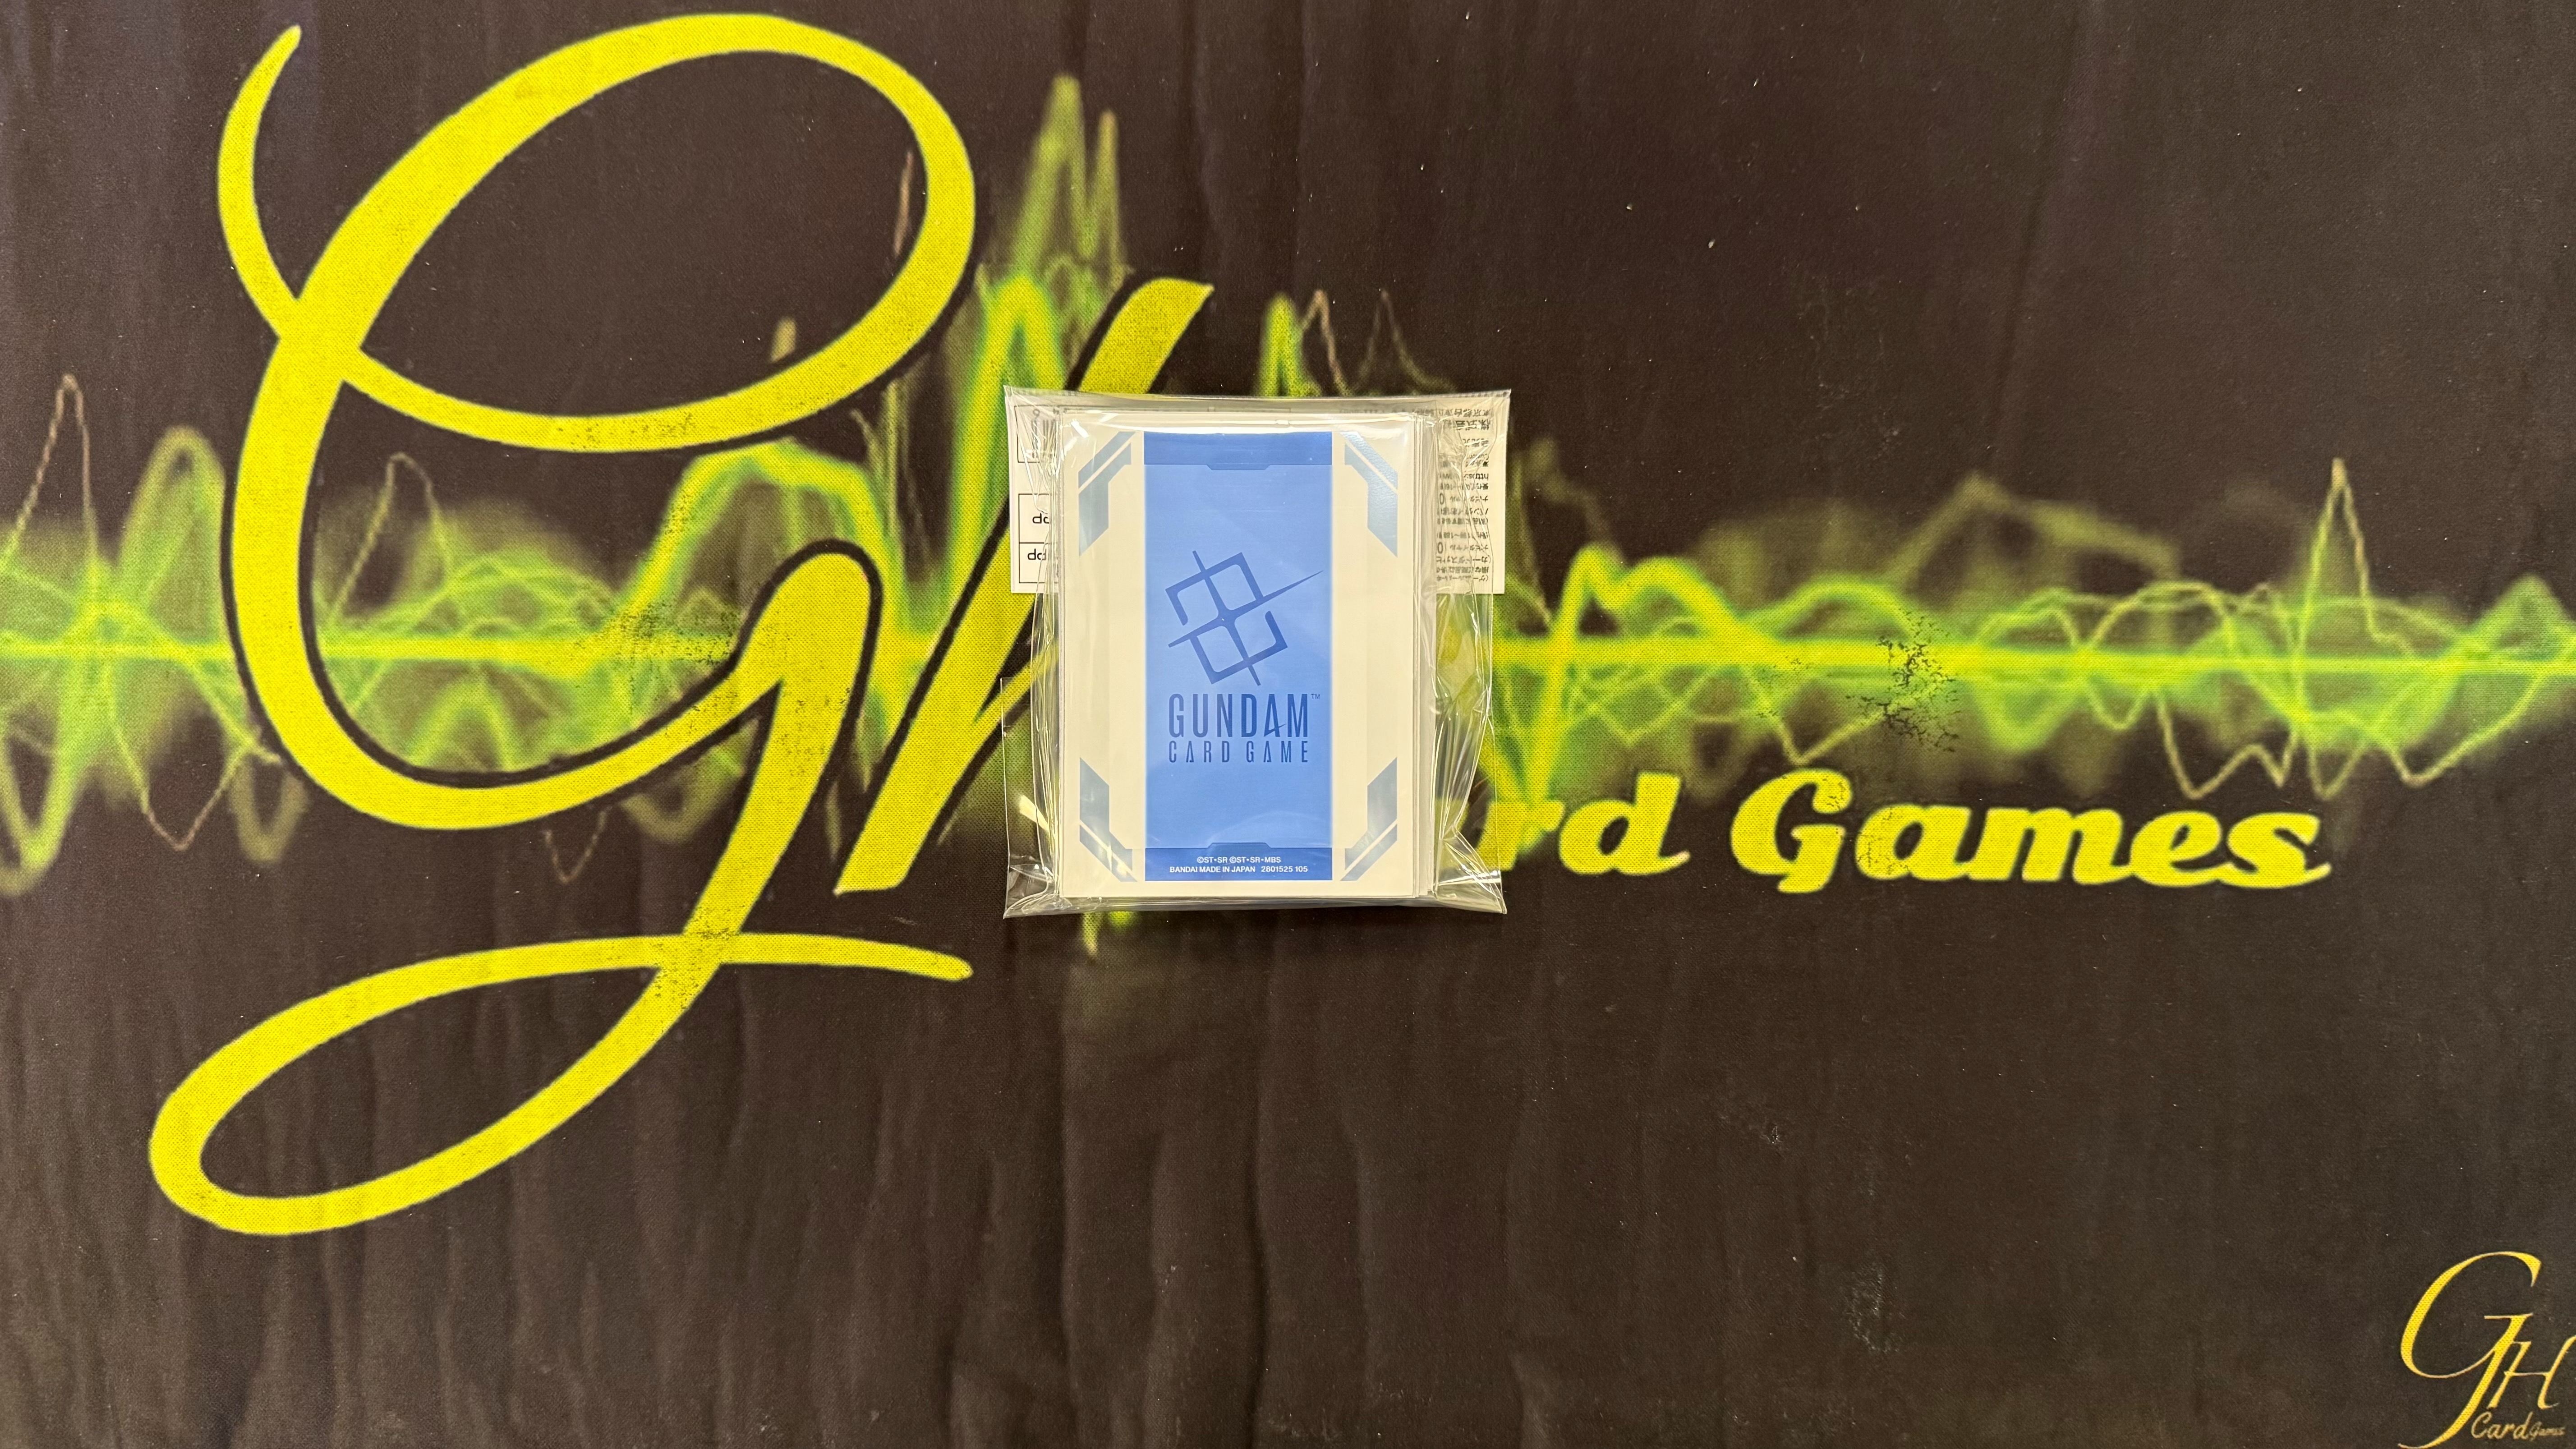 GH
rd Games
GUNDAM™
CARD GAME
©ST•SR ©ST•SR•MBS
BANDAI MADE IN JAPAN 2801525 105
GH
Card Games